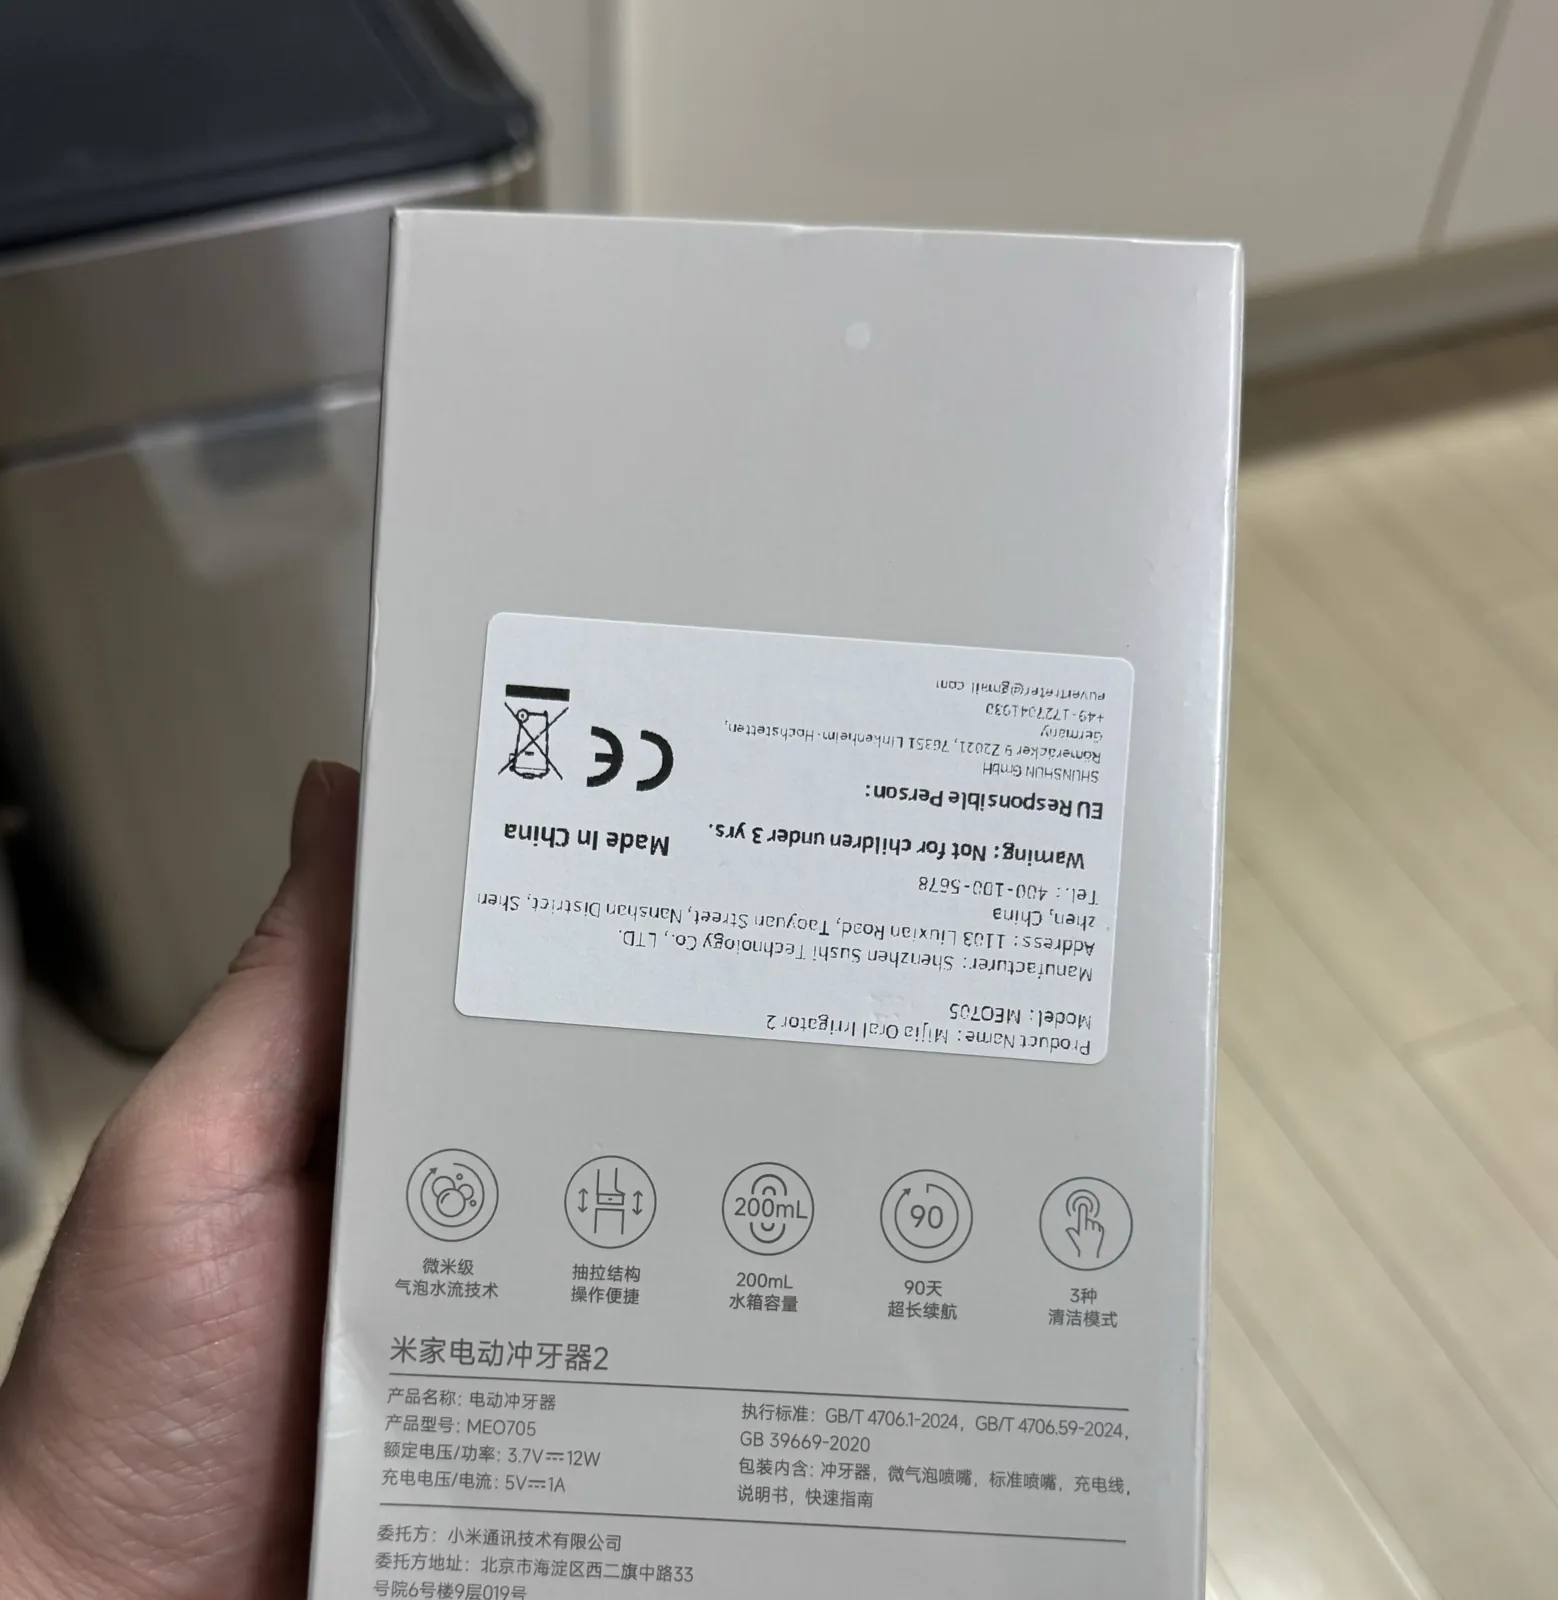 Product Name: Mijia Oral Irrigator 2
Model: MEO705
Manufacturer: Shenzhen Sushi Technology Co., LTD.
Address: 1103 Liuxian Road, Taoyuan Street, Nanshan District, Shen
zhen, China
Tel.: 400-100-5678
Warning: Not for children under 3 yrs.
Made In China
EU Responsible Person:
SHUNSHUN GmbH
Römeräcker 9 Z2021, 76351 Linkenheim-Hochstetten,
Germany
+49-1727041930
euvertreter@gmail.com
CE
200mL
90
微米级
气泡水流技术
抽拉结构
操作便捷
200mL
水箱容量
90天
超长续航
3种
清洁模式
米家电动冲牙器2
产品名称: 电动冲牙器
产品型号: MEO705
额定电压/功率: 3.7V⎓12W
充电电压/电流: 5V⎓1A
执行标准: GB/T 4706.1-2024, GB/T 4706.59-2024,
GB 39669-2020
包装内含: 冲牙器, 微气泡喷嘴, 标准喷嘴, 充电线,
说明书, 快速指南
委托方: 小米通讯技术有限公司
委托方地址: 北京市海淀区西二旗中路33
号院6号楼9层019号